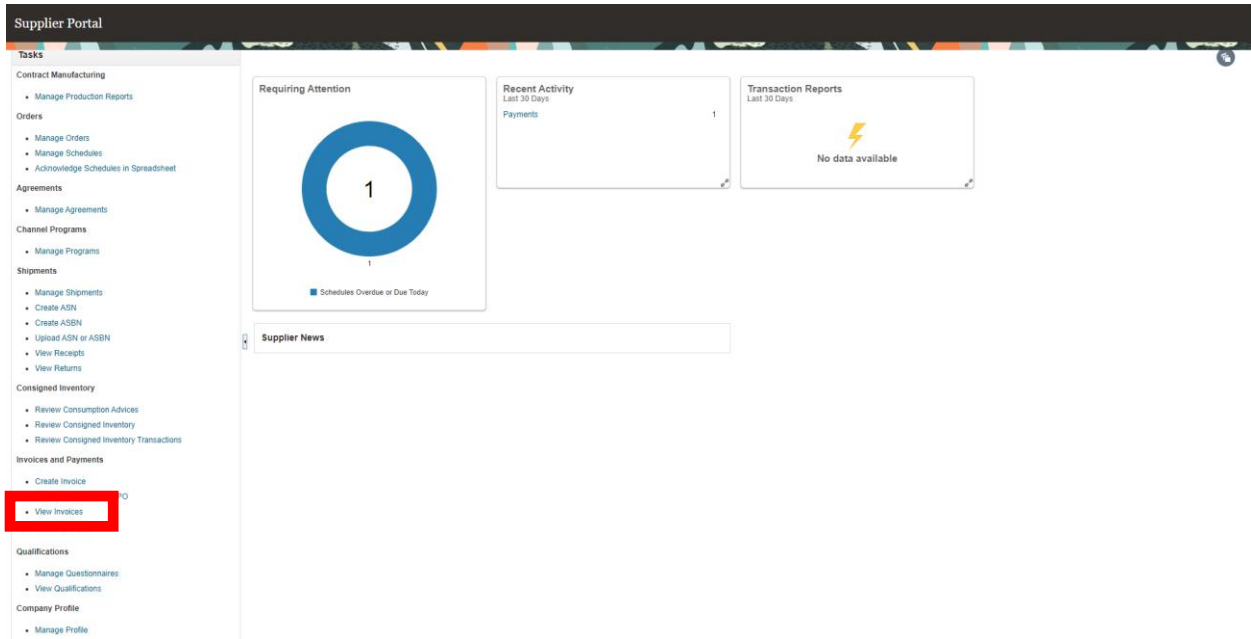 Supplier Portal
Tasks
Contract Manufacturing
Manage Production Reports
Orders
Manage Orders
Manage Schedules
Acknowledge Schedules in Spreadsheet
Agreements
Manage Agreements
Channel Programs
Manage Programs
Shipments
Manage Shipments
Create ASN
Create ASBN
Upload ASN or ASBN
View Receipts
View Returns
Consigned Inventory
Review Consumption Advices
Review Consigned Inventory
Review Consigned Inventory Transactions
Invoices and Payments
Create Invoice
PO
View Invoices
Qualifications
Manage Questionnaires
View Qualifications
Company Profile
Manage Profile
Requiring Attention
1
1
Schedules Overdue or Due Today
Recent Activity
Last 30 Days
Payments 1
Transaction Reports
Last 30 Days
No data available
Supplier News